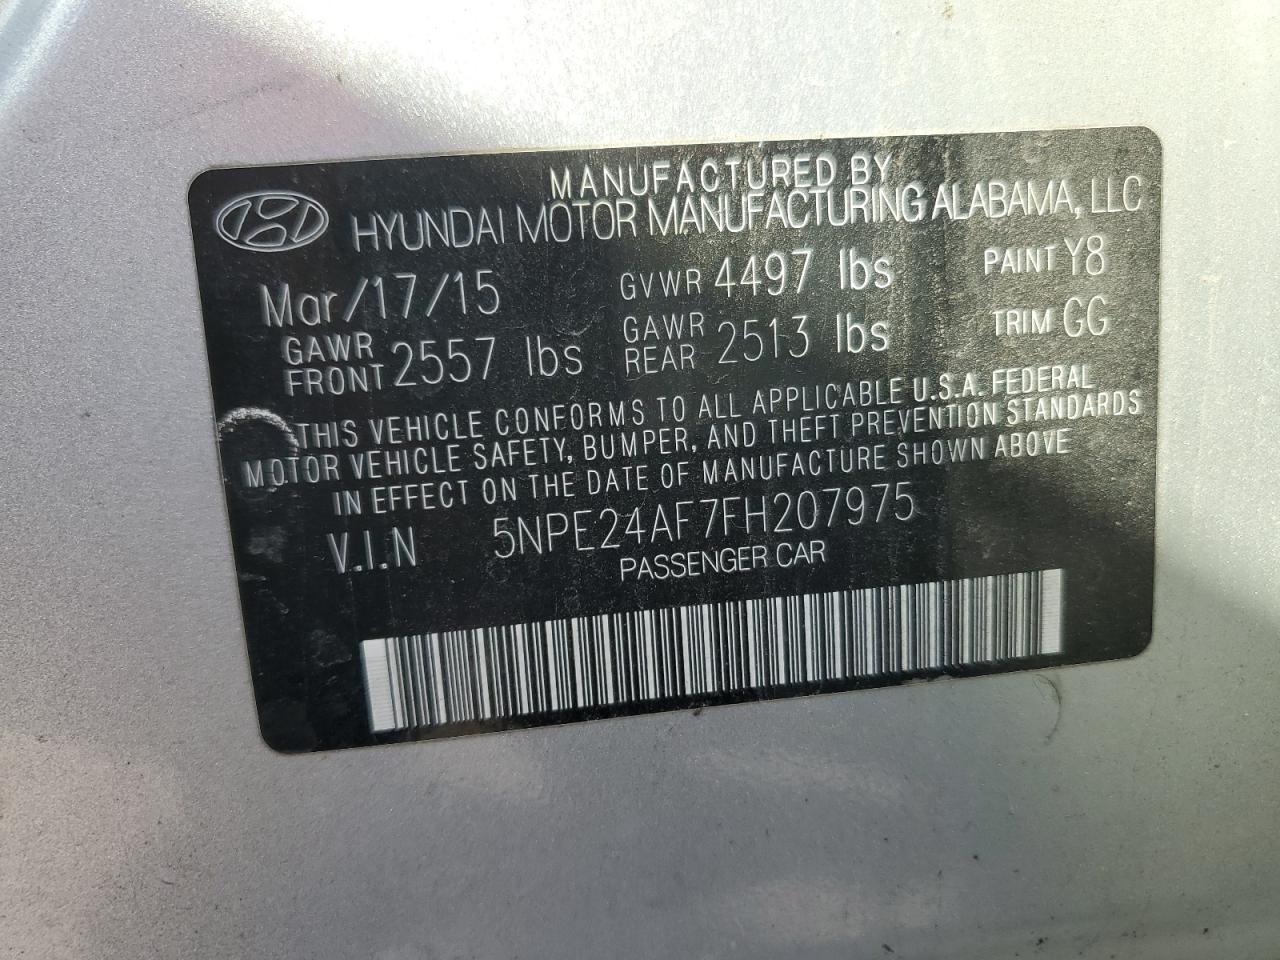 MANUFACTURED BY
HYUNDAI MOTOR MANUFACTURING ALABAMA, LLC
Mar/17/15 GVWR 4497 lbs PAINT Y8
GAWR FRONT 2557 lbs GAWR REAR 2513 lbs TRIM GG
THIS VEHICLE CONFORMS TO ALL APPLICABLE U.S.A. FEDERAL
MOTOR VEHICLE SAFETY, BUMPER, AND THEFT PREVENTION STANDARDS
IN EFFECT ON THE DATE OF MANUFACTURE SHOWN ABOVE
V.I.N 5NPE24AF7FH207975
PASSENGER CAR